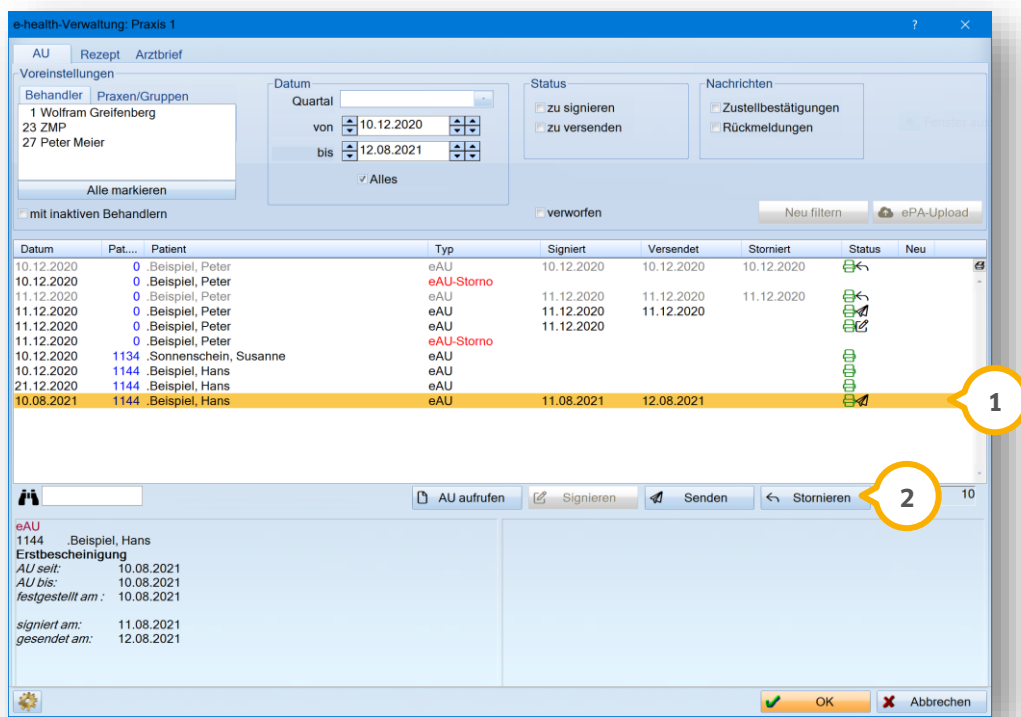 e-health-Verwaltung: Praxis 1 ?
AU Rezept Arztbrief
Voreinstellungen
Behandler Praxen/Gruppen
1 Wolfram Greifenberg
23 ZMP
27 Peter Meier
Alle markieren
mit inaktiven Behandlern
Datum
Quartal
von 10.12.2020
bis 12.08.2021
Alles
Status
zu signieren
zu versenden
verworfen
Nachrichten
Zustellbestätigungen
Rückmeldungen
Neu filtern ePA-Upload
Datum Pat.... Patient Typ Signiert Versendet Storniert Status Neu
10.12.2020 0 .Beispiel, Peter eAU 10.12.2020 10.12.2020 10.12.2020
10.12.2020 0 .Beispiel, Peter eAU-Storno
11.12.2020 0 .Beispiel, Peter eAU 11.12.2020 11.12.2020 11.12.2020
11.12.2020 0 .Beispiel, Peter eAU 11.12.2020 11.12.2020
11.12.2020 0 .Beispiel, Peter eAU 11.12.2020
11.12.2020 0 .Beispiel, Peter eAU-Storno
10.12.2020 1134 .Sonnenschein, Susanne eAU
10.12.2020 1144 .Beispiel, Hans eAU
21.12.2020 1144 .Beispiel, Hans eAU
10.08.2021 1144 .Beispiel, Hans eAU 11.08.2021 12.08.2021
1
AU aufrufen Signieren Senden Stornieren 10
2
eAU
1144 .Beispiel, Hans
Erstbescheinigung
AU seit: 10.08.2021
AU bis: 10.08.2021
festgestellt am : 10.08.2021
signiert am: 11.08.2021
gesendet am: 12.08.2021
OK Abbrechen